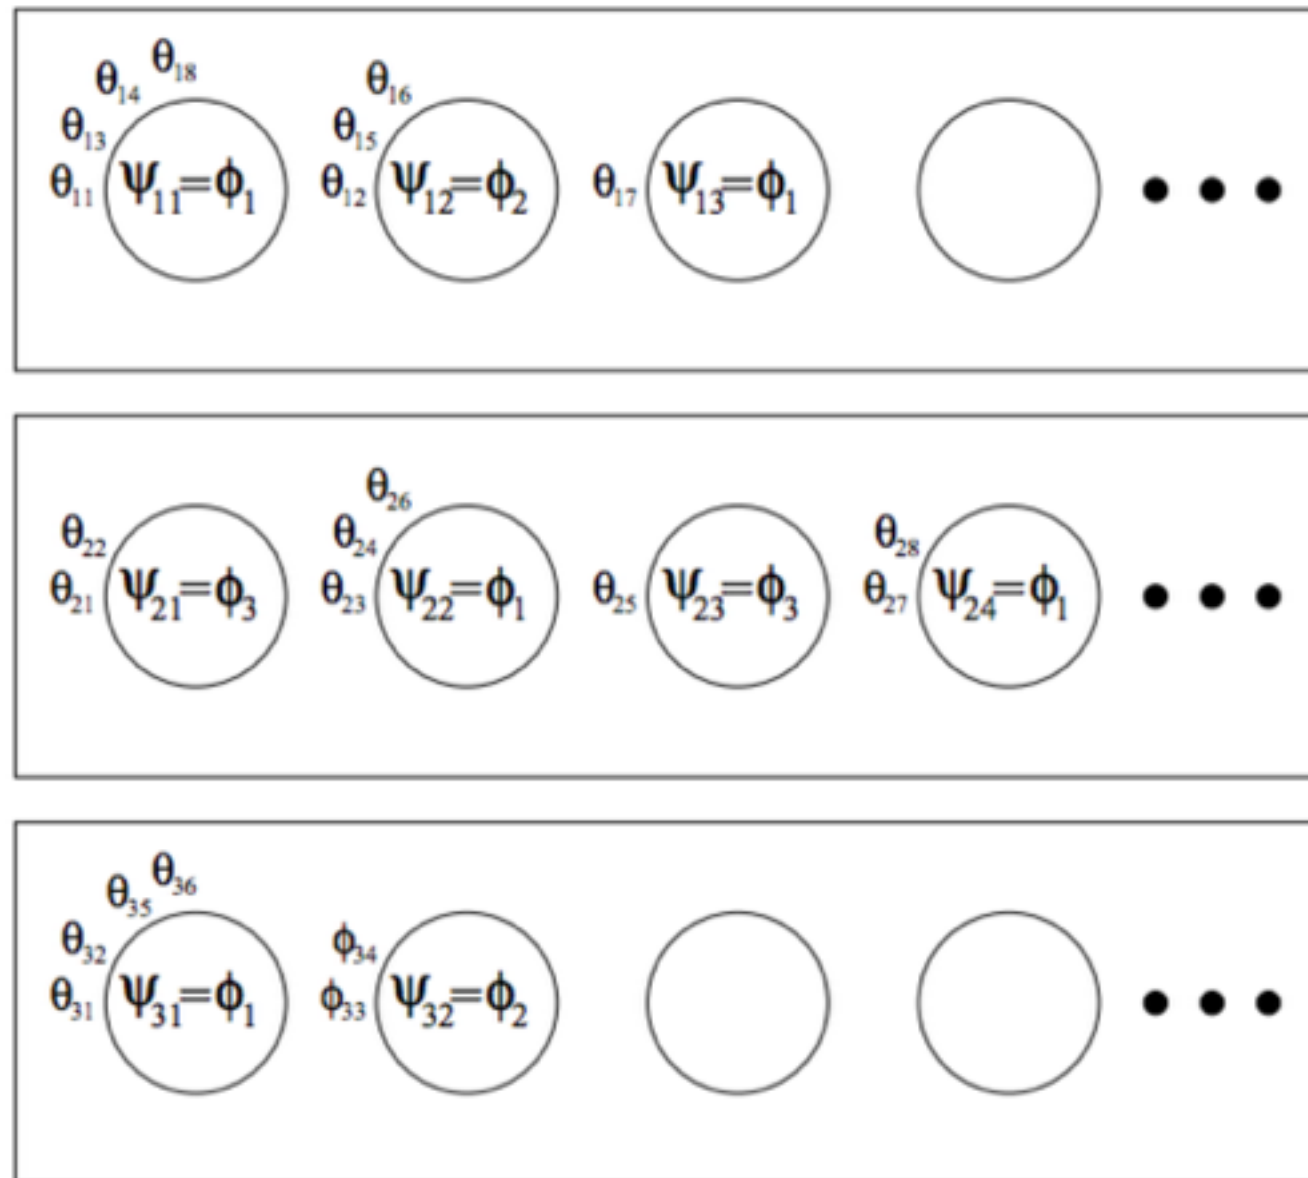 θ₁₈
θ₁₄
θ₁₃
θ₁₁ ψ₁₁=ϕ₁
θ₁₆
θ₁₅
θ₁₂ ψ₁₂=ϕ₂
θ₁₇ ψ₁₃=ϕ₁
θ₂₂
θ₂₁ ψ₂₁=ϕ₃
θ₂₆
θ₂₄
θ₂₃ ψ₂₂=ϕ₁
θ₂₅ ψ₂₃=ϕ₃
θ₂₈
θ₂₇ ψ₂₄=ϕ₁
θ₃₆
θ₃₅
θ₃₂
θ₃₁ ψ₃₁=ϕ₁
ϕ₃₄
ϕ₃₃ ψ₃₂=ϕ₂